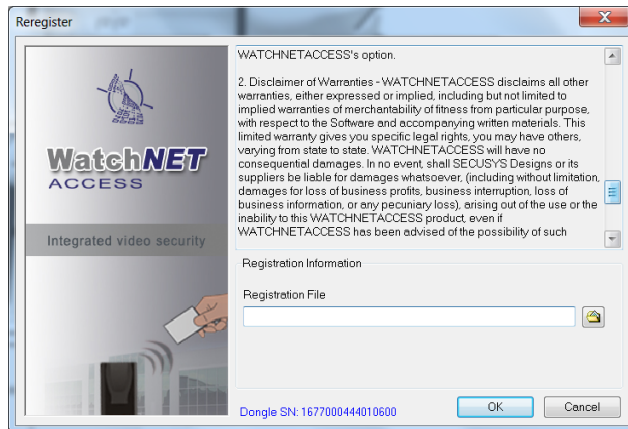 Reregister
WatchNET
ACCESS
Integrated video security
WATCHNETACCESS's option.
2. Disclaimer of Warranties - WATCHNETACCESS disclaims all other
warranties, either expressed or implied, including but not limited to
implied warranties of merchantability of fitness from particular purpose,
with respect to the Software and accompanying written materials. This
limited warranty gives you specific legal rights, you may have others,
varying from state to state. WATCHNETACCESS will have no
consequential damages. In no event, shall SECUSYS Designs or its
suppliers be liable for damages whatsoever, (including without limitation,
damages for loss of business profits, business interruption, loss of
business information, or any pecuniary loss), arising out of the use or the
inability to this WATCHNETACCESS product, even if
WATCHNETACCESS has been advised of the possibility of such
Registration Information
Registration File
Dongle SN: 1677000444010600
OK
Cancel